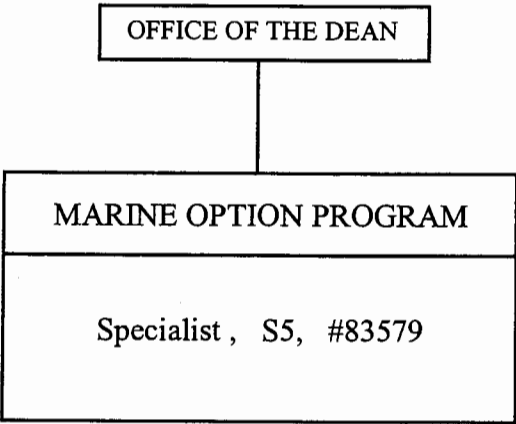 OFFICE OF THE DEAN
MARINE OPTION PROGRAM
Specialist , S5, #83579